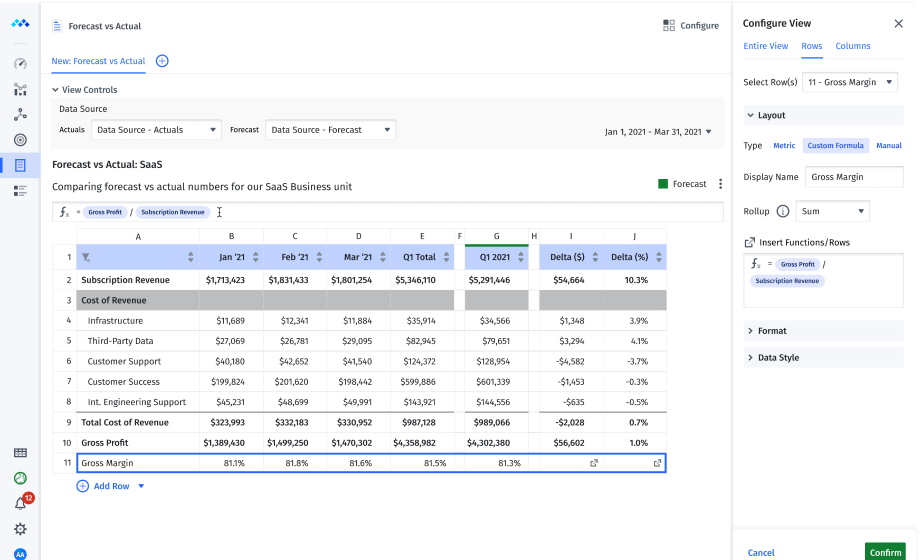 Forecast vs Actual
Configure
New: Forecast vs Actual
View Controls
Data Source
Actuals Data Source - Actuals Forecast Data Source - Forecast Jan 1, 2021 - Mar 31, 2021
Forecast vs Actual: SaaS
Comparing forecast vs actual numbers for our SaaS Business unit Forecast
fx = Gross Profit / Subscription Revenue
A B C D E F G H I J
1 Jan '21 Feb '21 Mar '21 Q1 Total Q1 2021 Delta ($) Delta (%)
2 Subscription Revenue $1,713,423 $1,831,433 $1,801,254 $5,346,110 $5,291,446 $54,664 10.3%
3 Cost of Revenue
4 Infrastructure $11,689 $12,341 $11,884 $35,914 $34,566 $1,348 3.9%
5 Third-Party Data $27,069 $26,781 $29,095 $82,945 $79,651 $3,294 4.1%
6 Customer Support $40,180 $42,652 $41,540 $124,372 $128,954 -$4,582 -3.7%
7 Customer Success $199,824 $201,620 $198,442 $599,886 $601,339 -$1,453 -0.3%
8 Int. Engineering Support $45,231 $48,699 $49,991 $143,921 $144,556 -$635 -0.5%
9 Total Cost of Revenue $323,993 $332,183 $330,952 $987,128 $989,066 -$2,028 0.7%
10 Gross Profit $1,389,430 $1,499,250 $1,470,302 $4,358,982 $4,302,380 $56,602 1.0%
11 Gross Margin 81.1% 81.8% 81.6% 81.5% 81.3%
Add Row
12
AA
Configure View
Entire View Rows Columns
Select Row(s) 11 - Gross Margin
Layout
Type Metric Custom Formula Manual
Display Name Gross Margin
Rollup Sum
Insert Functions/Rows
fx = Gross Profit /
Subscription Revenue
Format
Data Style
Cancel Confirm